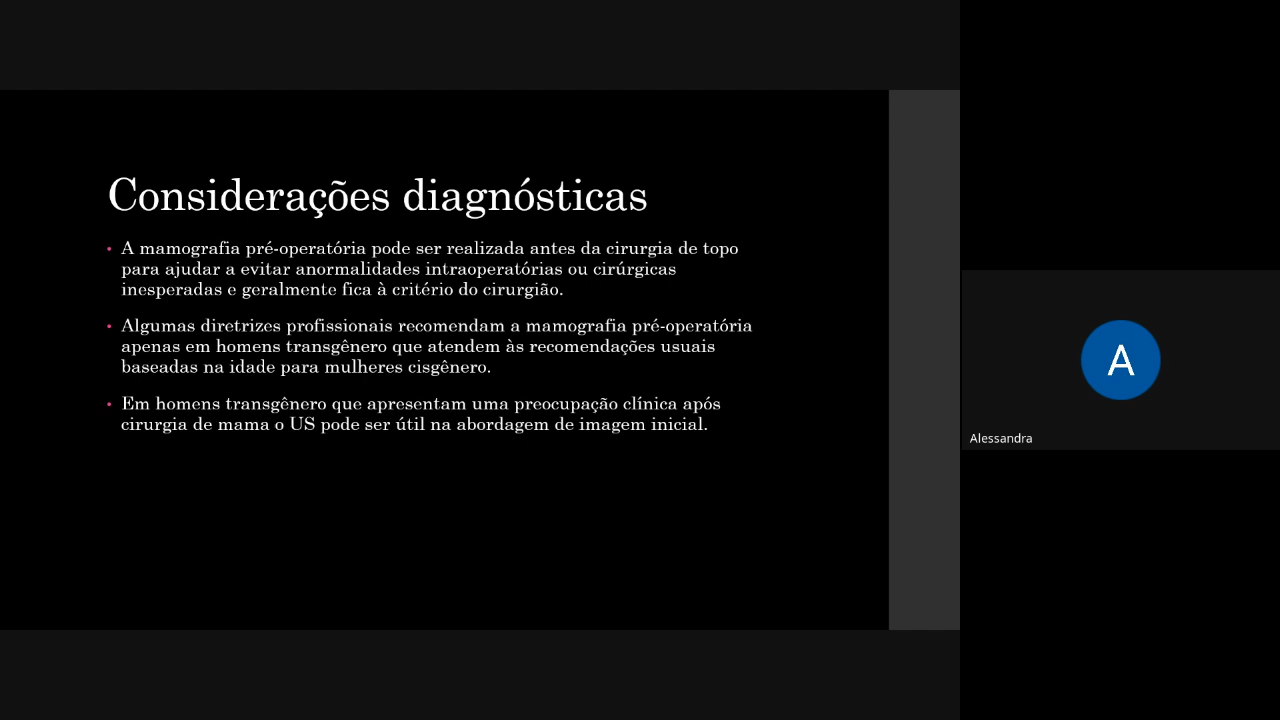 Considerações diagnósticas
• A mamografia pré-operatória pode ser realizada antes da cirurgia de topo
para ajudar a evitar anormalidades intraoperatórias ou cirúrgicas
inesperadas e geralmente fica à critério do cirurgião.
• Algumas diretrizes profissionais recomendam a mamografia pré-operatória
apenas em homens transgênero que atendem às recomendações usuais
baseadas na idade para mulheres cisgênero.
• Em homens transgênero que apresentam uma preocupação clínica após
cirurgia de mama o US pode ser útil na abordagem de imagem inicial.
A
Alessandra